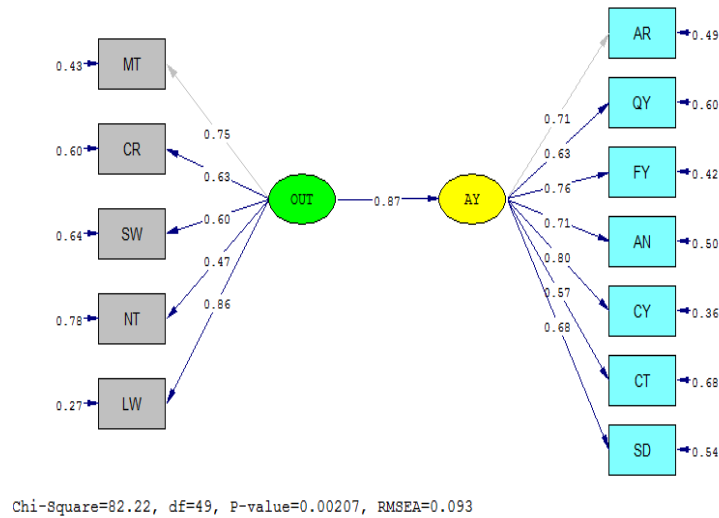 AR
0.49
MT
0.43
QY
0.60
0.71
0.75
0.63
CR
0.60
FY
0.42
0.63
0.76
OUT
0.87
AY
0.60
0.71
SW
0.64
AN
0.50
0.47
0.80
0.57
NT
0.78
0.86
CY
0.36
0.68
CT
0.68
LW
0.27
SD
0.54
Chi-Square=82.22, df=49, P-value=0.00207, RMSEA=0.093